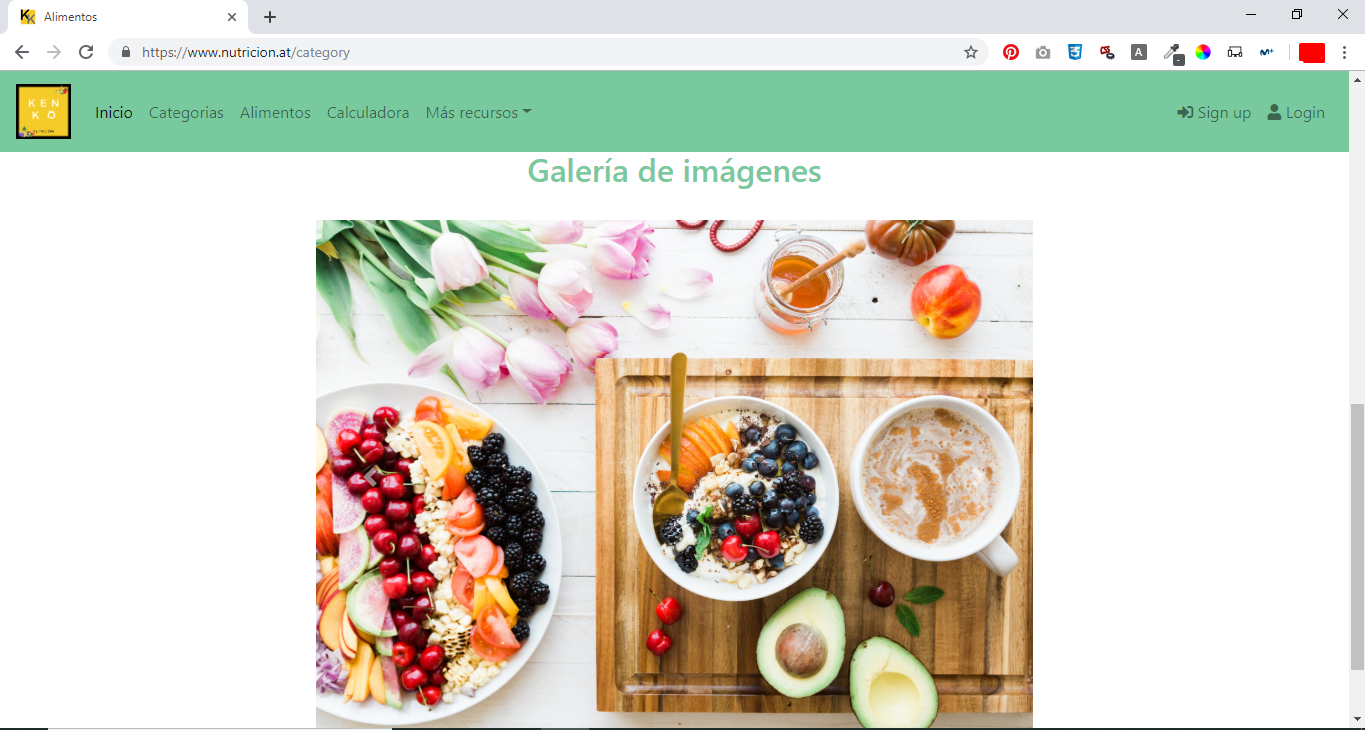 Alimentos
https://www.nutricion.at/category
KEN
KO
Inicio Categorias Alimentos Calculadora Más recursos Sign up Login
Galería de imágenes